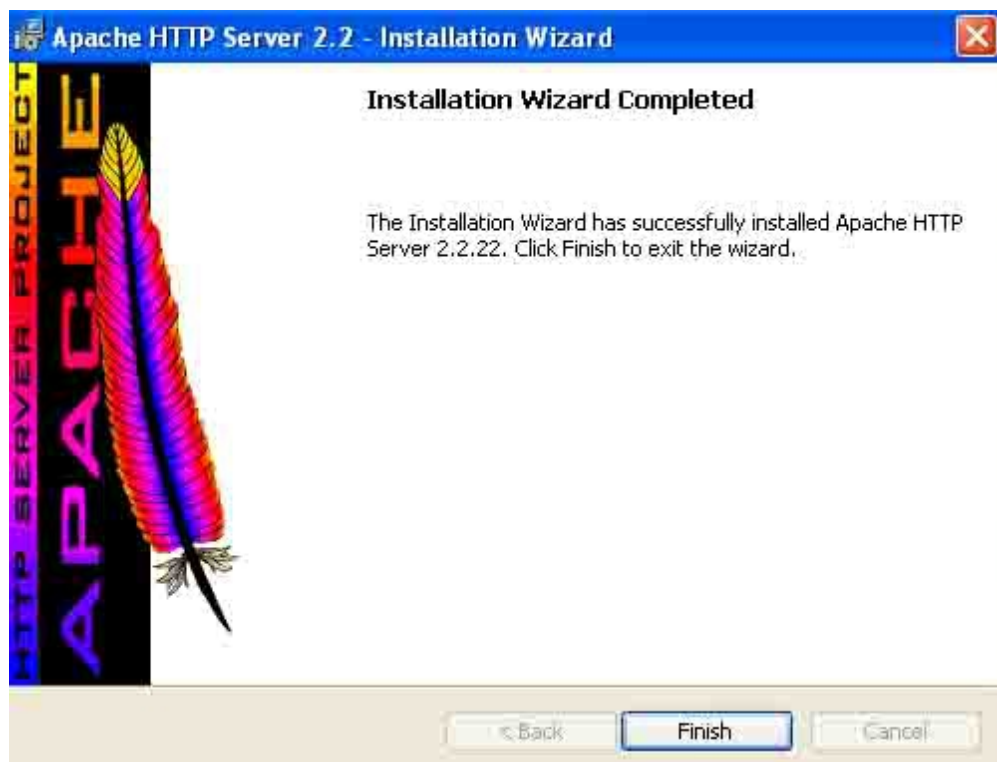 Apache HTTP Server 2.2 - Installation Wizard
HTTP SERVER PROJECT
APACHE
Installation Wizard Completed
The Installation Wizard has successfully installed Apache HTTP
Server 2.2.22. Click Finish to exit the wizard.
< Back
Finish
Cancel